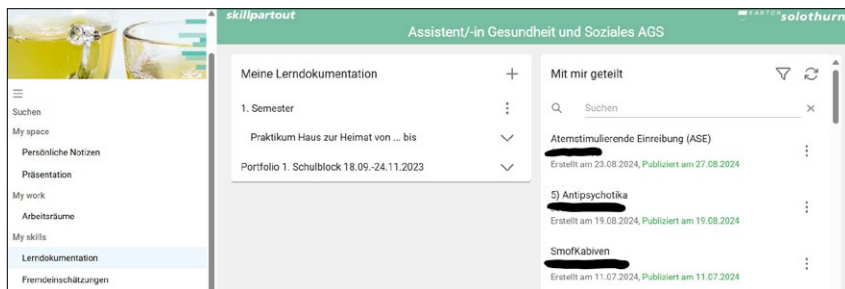 skillpartout
KANTON solothurn
Assistent/-in Gesundheit und Soziales AGS
Suchen
My space
Persönliche Notizen
Präsentation
My work
Arbeitsräume
My skills
Lerndokumentation
Fremdeinschätzungen
Meine Lerndokumentation
1. Semester
Praktikum Haus zur Heimat von ... bis
Portfolio 1. Schulblock 18.09.-24.11.2023
Mit mir geteilt
Suchen
Atemstimulierende Einreibung (ASE)
Erstellt am 23.08.2024, Publiziert am 27.08.2024
5) Antipsychotika
Erstellt am 19.08.2024, Publiziert am 19.08.2024
SmofKabiven
Erstellt am 11.07.2024, Publiziert am 11.07.2024